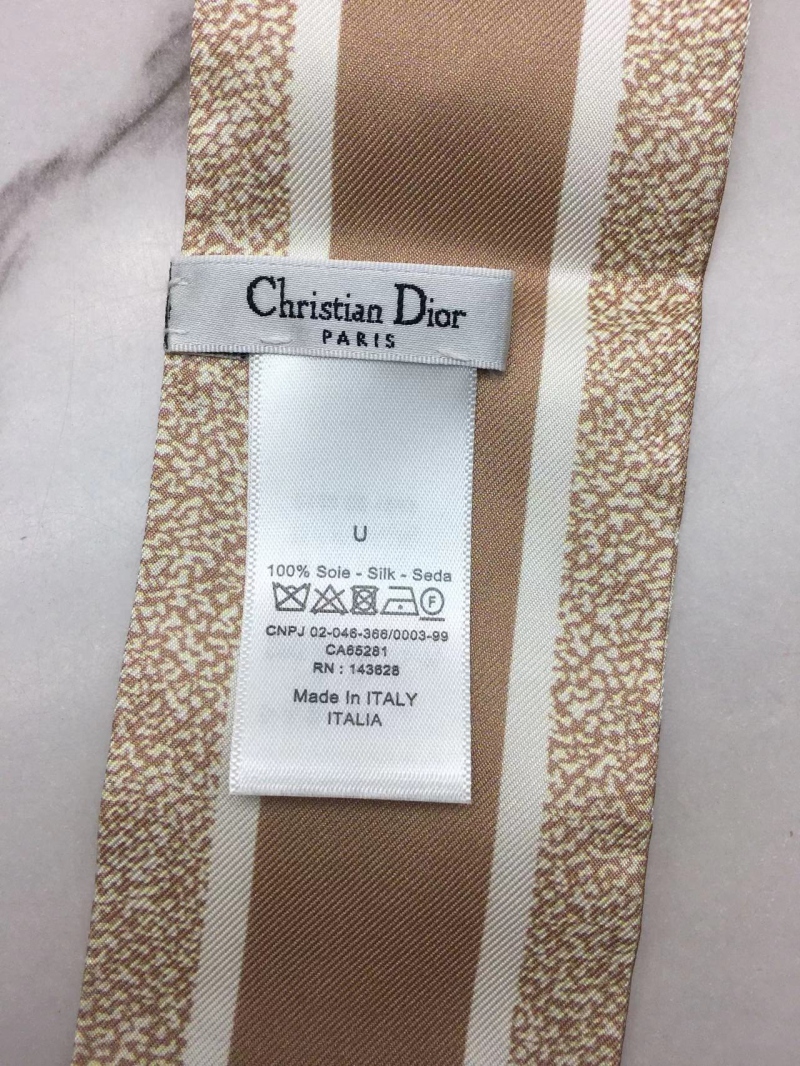 Christian Dior
PARIS
U
100% Soie - Silk - Seda
F
CNPJ 02-046-366/0003-99
CA65281
RN : 143628
Made In ITALY
ITALIA